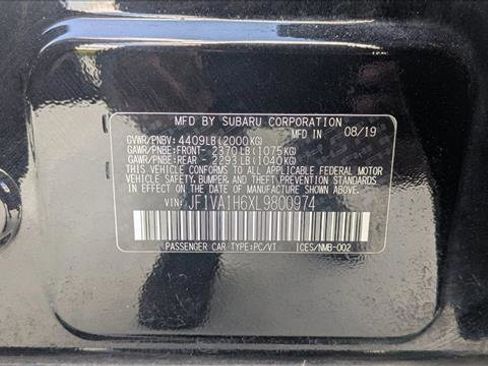 MFD BY SUBARU CORPORATION
MFD IN 08/19
GVWR/PNBV: 4409LB(2000KG)
GAWR/PNBE:FRONT- 2370LB(1075KG)
GAWR/PNBE:REAR - 2293LB(1040KG)
THIS VEHICLE CONFORMS TO ALL APPLICABLE FEDERAL MOTOR
VEHICLE SAFETY, BUMPER AND THEFT PREVENTION
STANDARDS IN EFFECT ON THE DATE OF MANUFACTURE SHOWN ABOVE.
VIN: JF1VA1H6XL9800974
PASSENGER CAR TYPE:PC/VT ICES/NMB-002